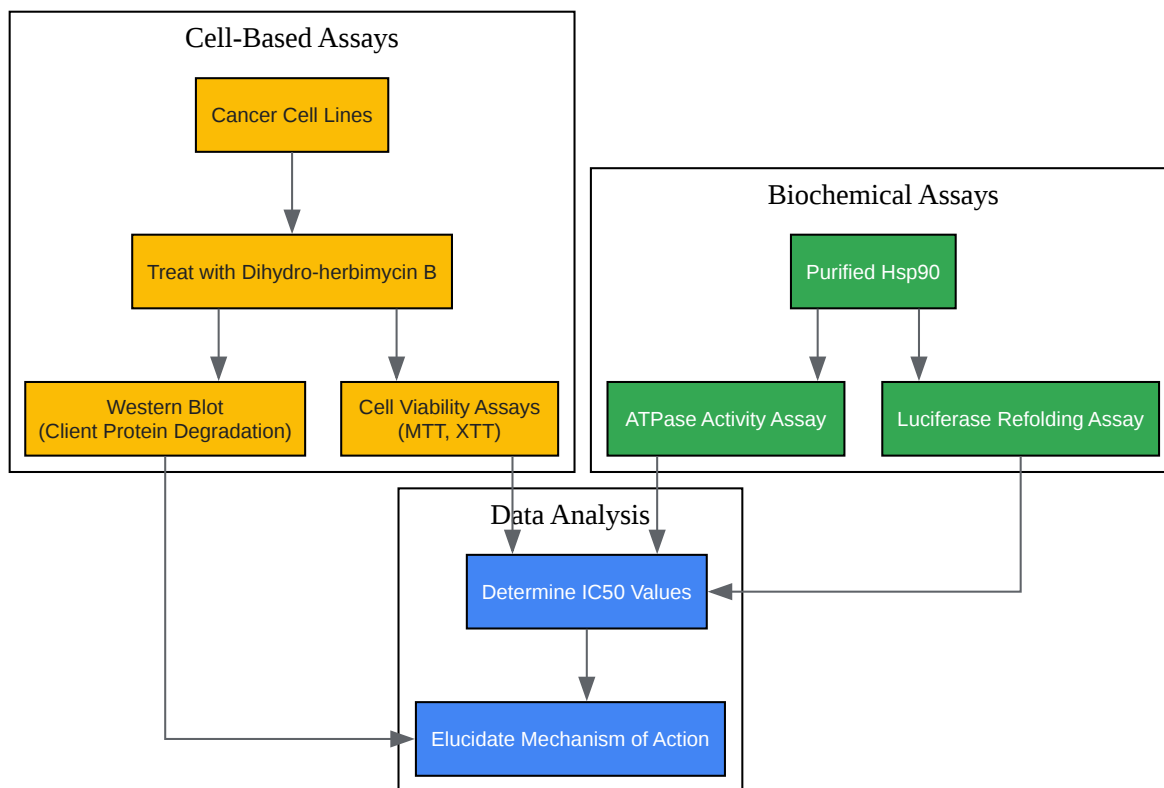 Cell-Based Assays
Cancer Cell Lines
Treat with Dihydro-herbimycin B
Western Blot
(Client Protein Degradation)
Cell Viability Assays
(MTT, XTT)
Biochemical Assays
Purified Hsp90
ATPase Activity Assay
Luciferase Refolding Assay
Data Analysis
Determine IC50 Values
Elucidate Mechanism of Action